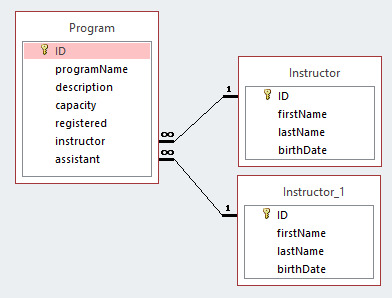 Program
ID
programName
description
capacity
registered
instructor
assistant
∞
∞
1
Instructor
ID
firstName
lastName
birthDate
1
Instructor_1
ID
firstName
lastName
birthDate